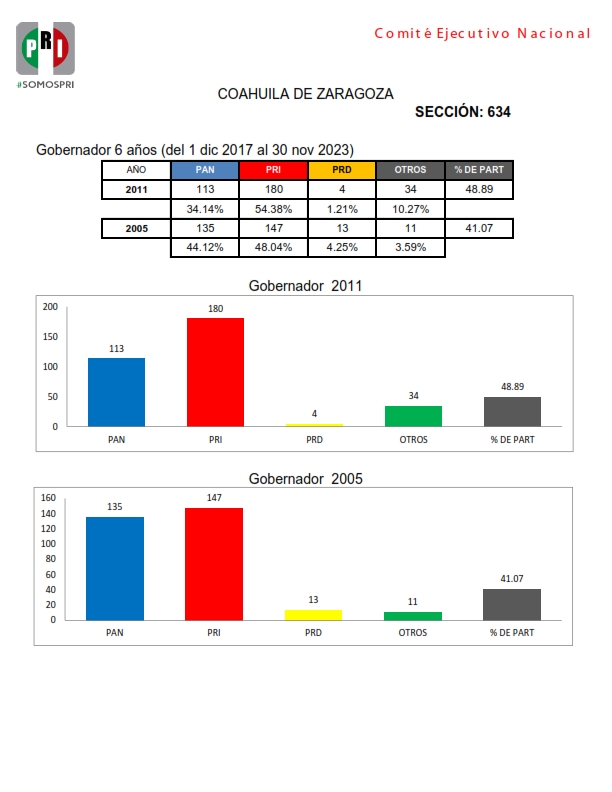 Comité Ejecutivo Nacional
PRI
#SOMOSPRI
COAHUILA DE ZARAGOZA
SECCIÓN: 634
Gobernador 6 años (del 1 dic 2017 al 30 nov 2023)
AÑO PAN PRI PRD OTROS % DE PART
2011 113 180 4 34 48.89
34.14% 54.38% 1.21% 10.27%
2005 135 147 13 11 41.07
44.12% 48.04% 4.25% 3.59%
Gobernador 2011
200
150
100
50
0
113
180
4
34
48.89
PAN PRI PRD OTROS % DE PART
Gobernador 2005
160
140
120
100
80
60
40
20
0
135
147
13
11
41.07
PAN PRI PRD OTROS % DE PART